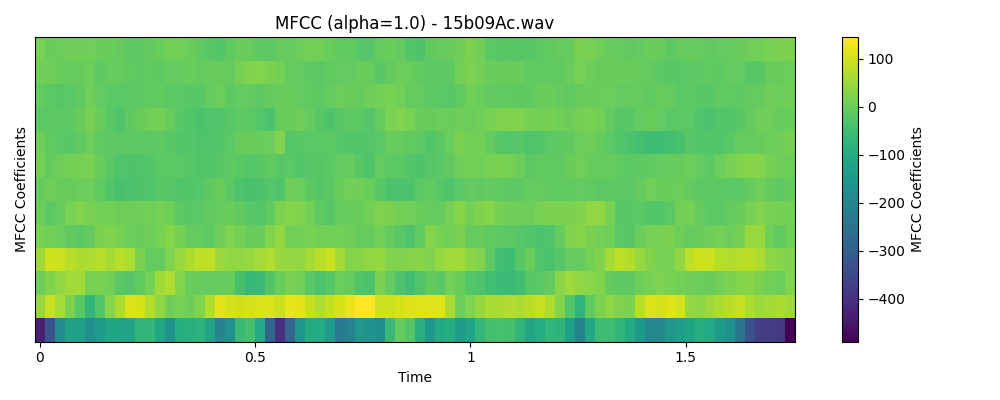 MFCC (alpha=1.0) - 15b09Ac.wav
MFCC Coefficients
0
0.5
1
1.5
Time
100
0
−100
−200
−300
−400
MFCC Coefficients